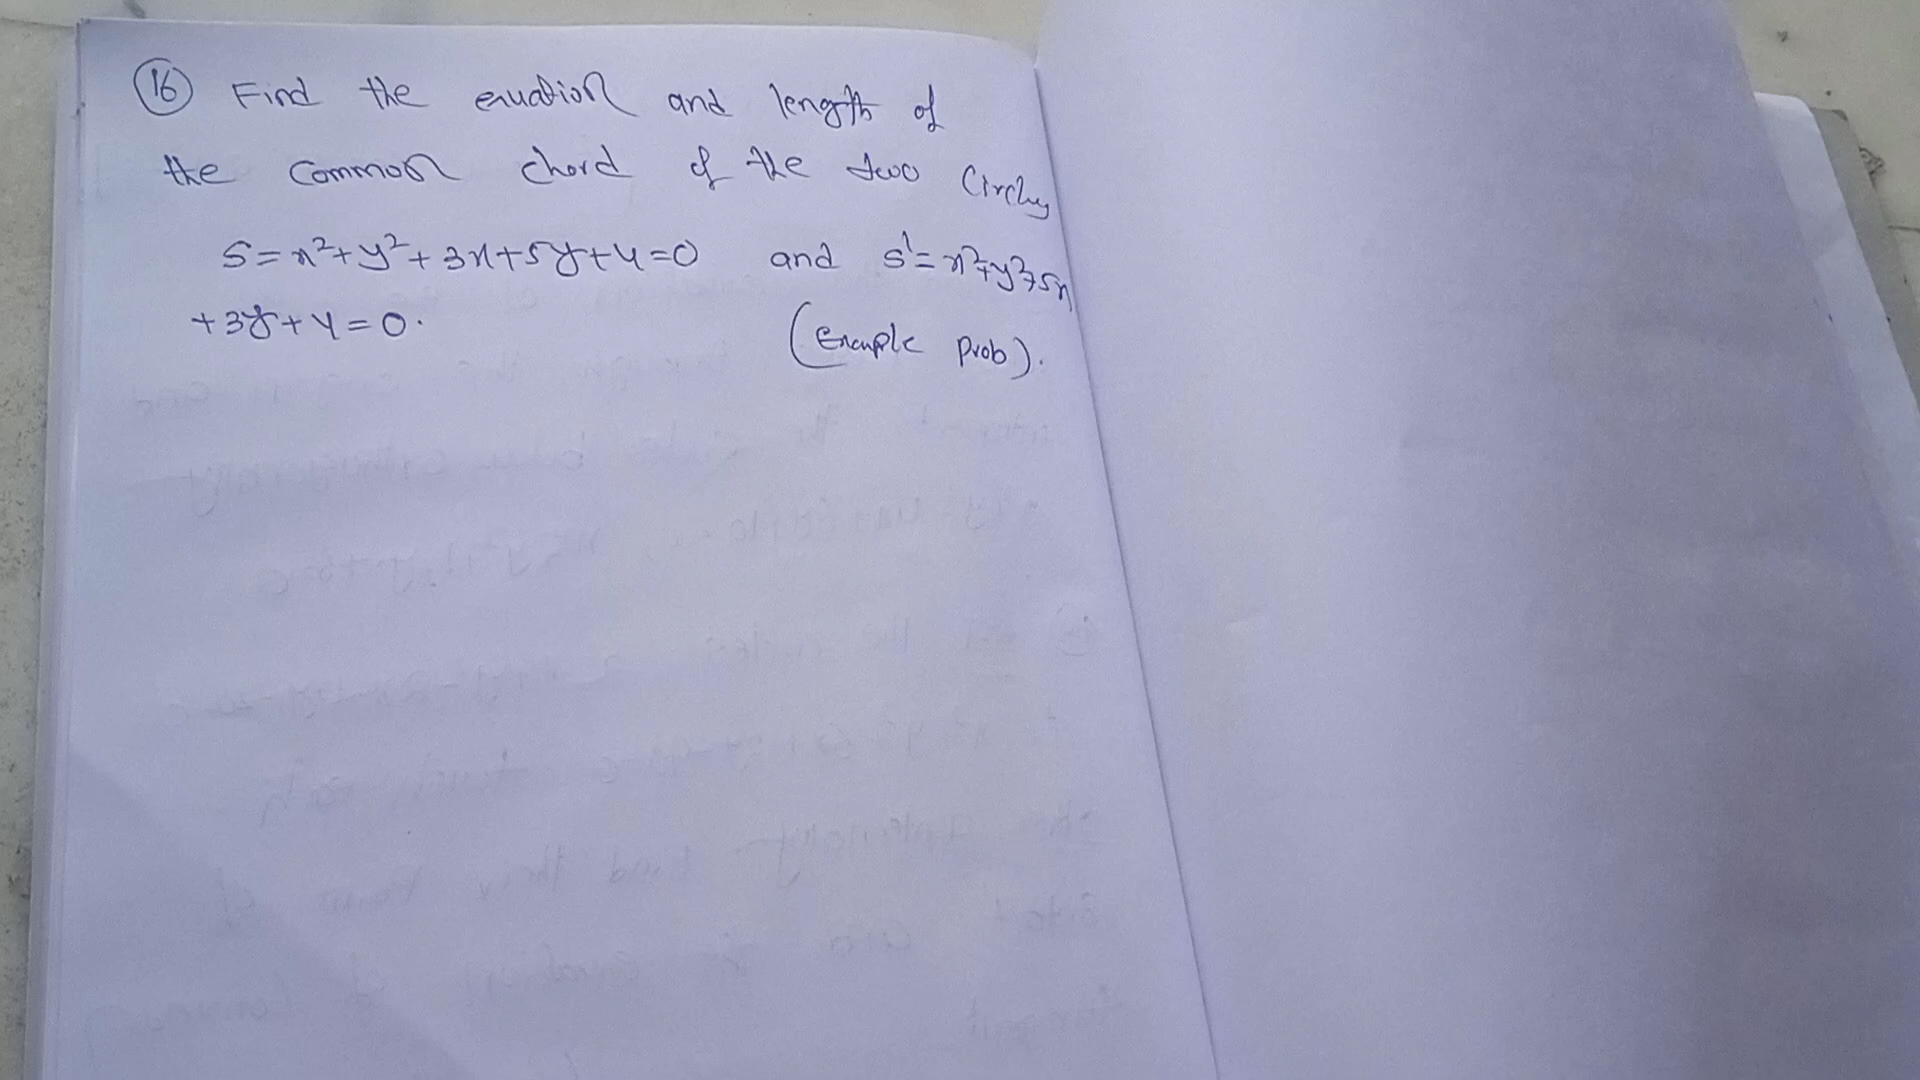 16 Find the euation and length of
the common chord of the two Circles
S=x²+y²+3x+5y+4=0 and S'=x²+y²+5x
+3y+4=0.
(Example Prob).